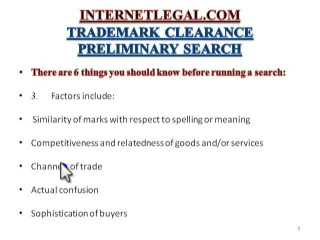 INTERNETLEGAL.COM
TRADEMARK CLEARANCE
PRELIMINARY SEARCH
• There are 6 things you should know before running a search:
• 3. Factors include:
• Similarity of marks with respect to spelling or meaning
• Competitiveness and relatedness of goods and/or services
• of trade
• Actual confusion
• Sophistication of buyers